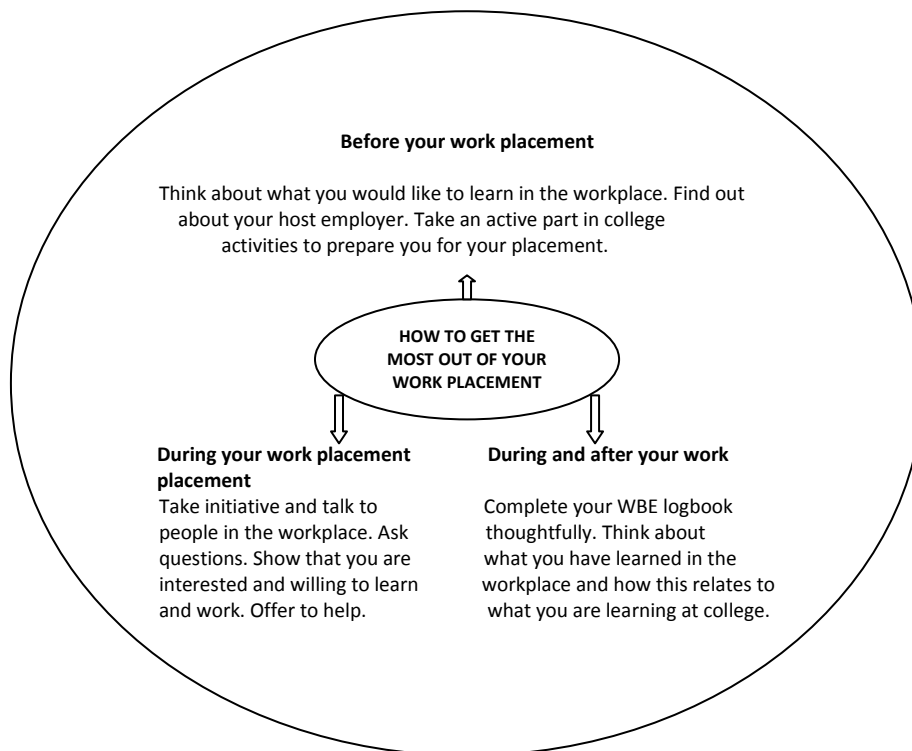 Before your work placement
Think about what you would like to learn in the workplace. Find out
about your host employer. Take an active part in college
activities to prepare you for your placement.
HOW TO GET THE
MOST OUT OF YOUR
WORK PLACEMENT
During your work placement
placement
Take initiative and talk to
people in the workplace. Ask
questions. Show that you are
interested and willing to learn
and work. Offer to help.
During and after your work
Complete your WBE logbook
thoughtfully. Think about
what you have learned in the
workplace and how this relates to
what you are learning at college.